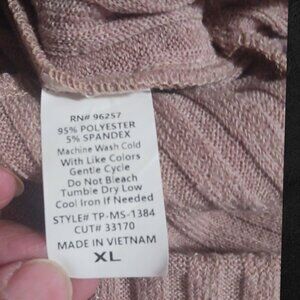 RN# 96257
95% POLYESTER
5% SPANDEX
Machine Wash Cold
With Like Colors
Gentle Cycle
Do Not Bleach
Tumble Dry Low
Cool Iron If Needed
STYLE# TP-MS-1384
CUT# 33170
MADE IN VIETNAM
XL